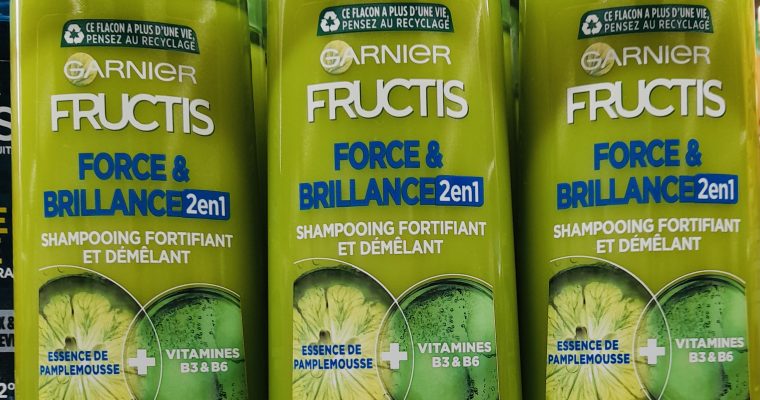 CE FLACON A PLUS D'UNE VIE,
PENSEZ AU RECYCLAGE
GARNIER
FRUCTIS
FORCE &
BRILLANCE 2en1
SHAMPOOING FORTIFIANT
ET DÉMÊLANT
ESSENCE DE
PAMPLEMOUSSE
+
VITAMINES
B3 & B6
CE FLACON A PLUS D'UNE VIE,
PENSEZ AU RECYCLAGE
GARNIER
FRUCTIS
FORCE &
BRILLANCE 2en1
SHAMPOOING FORTIFIANT
ET DÉMÊLANT
ESSENCE DE
PAMPLEMOUSSE
+
VITAMINES
B3 & B6
CE FLACON A PLUS D'UNE VIE,
PENSEZ AU RECYCLAGE
GARNIER
FRUCTIS
FORCE &
BRILLANCE 2en1
SHAMPOOING FORTIFIANT
ET DÉMÊLANT
ESSENCE DE
PAMPLEMOUSSE
+
VITAMINES
B3 & B6